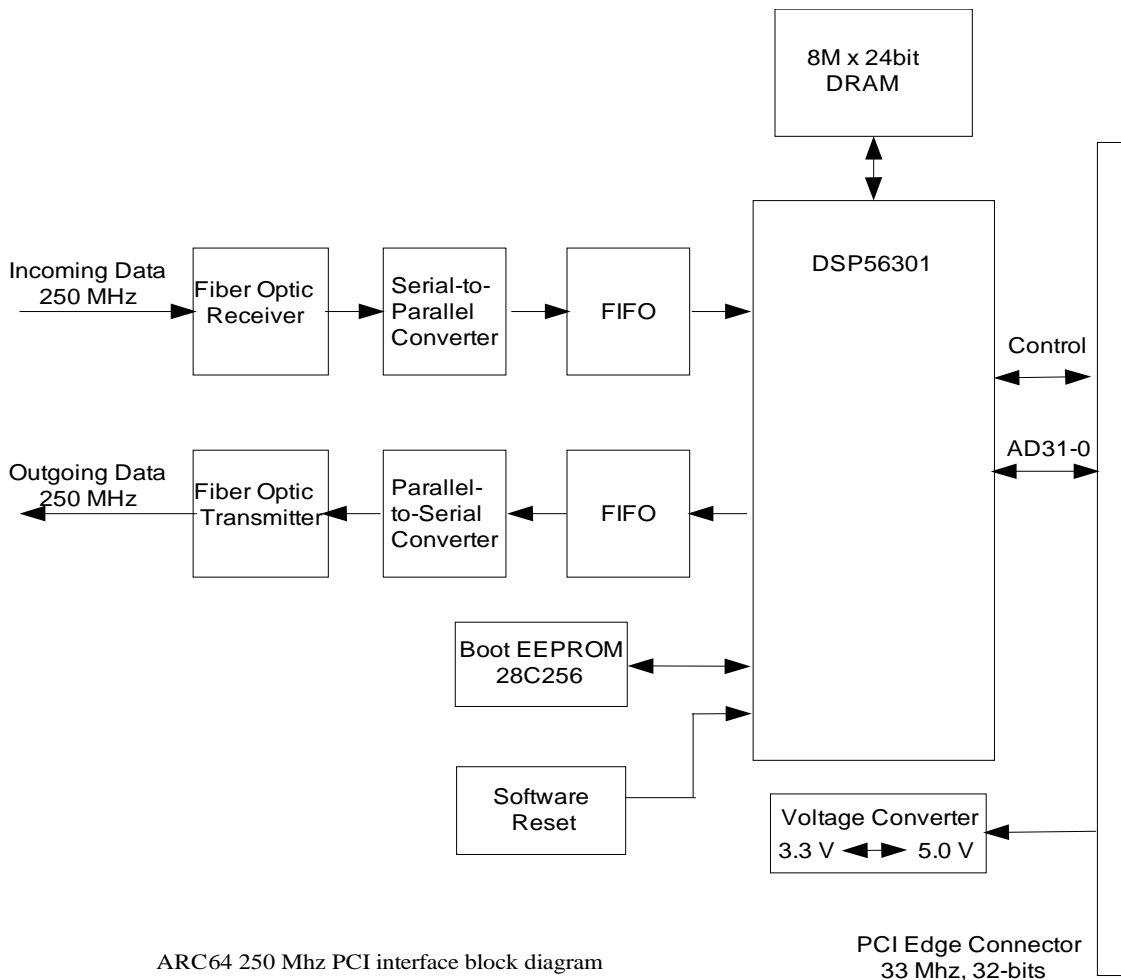 8M x 24bit
DRAM
DSP56301
Incoming Data
250 MHz
Fiber Optic
Receiver
Serial-to-
Parallel
Converter
FIFO
Control
AD31-0
Outgoing Data
250 MHz
Fiber Optic
Transmitter
Parallel-
to-Serial
Converter
FIFO
Boot EEPROM
28C256
Software
Reset
Voltage Converter
3.3 V 5.0 V
PCI Edge Connector
33 Mhz, 32-bits
ARC64 250 Mhz PCI interface block diagram